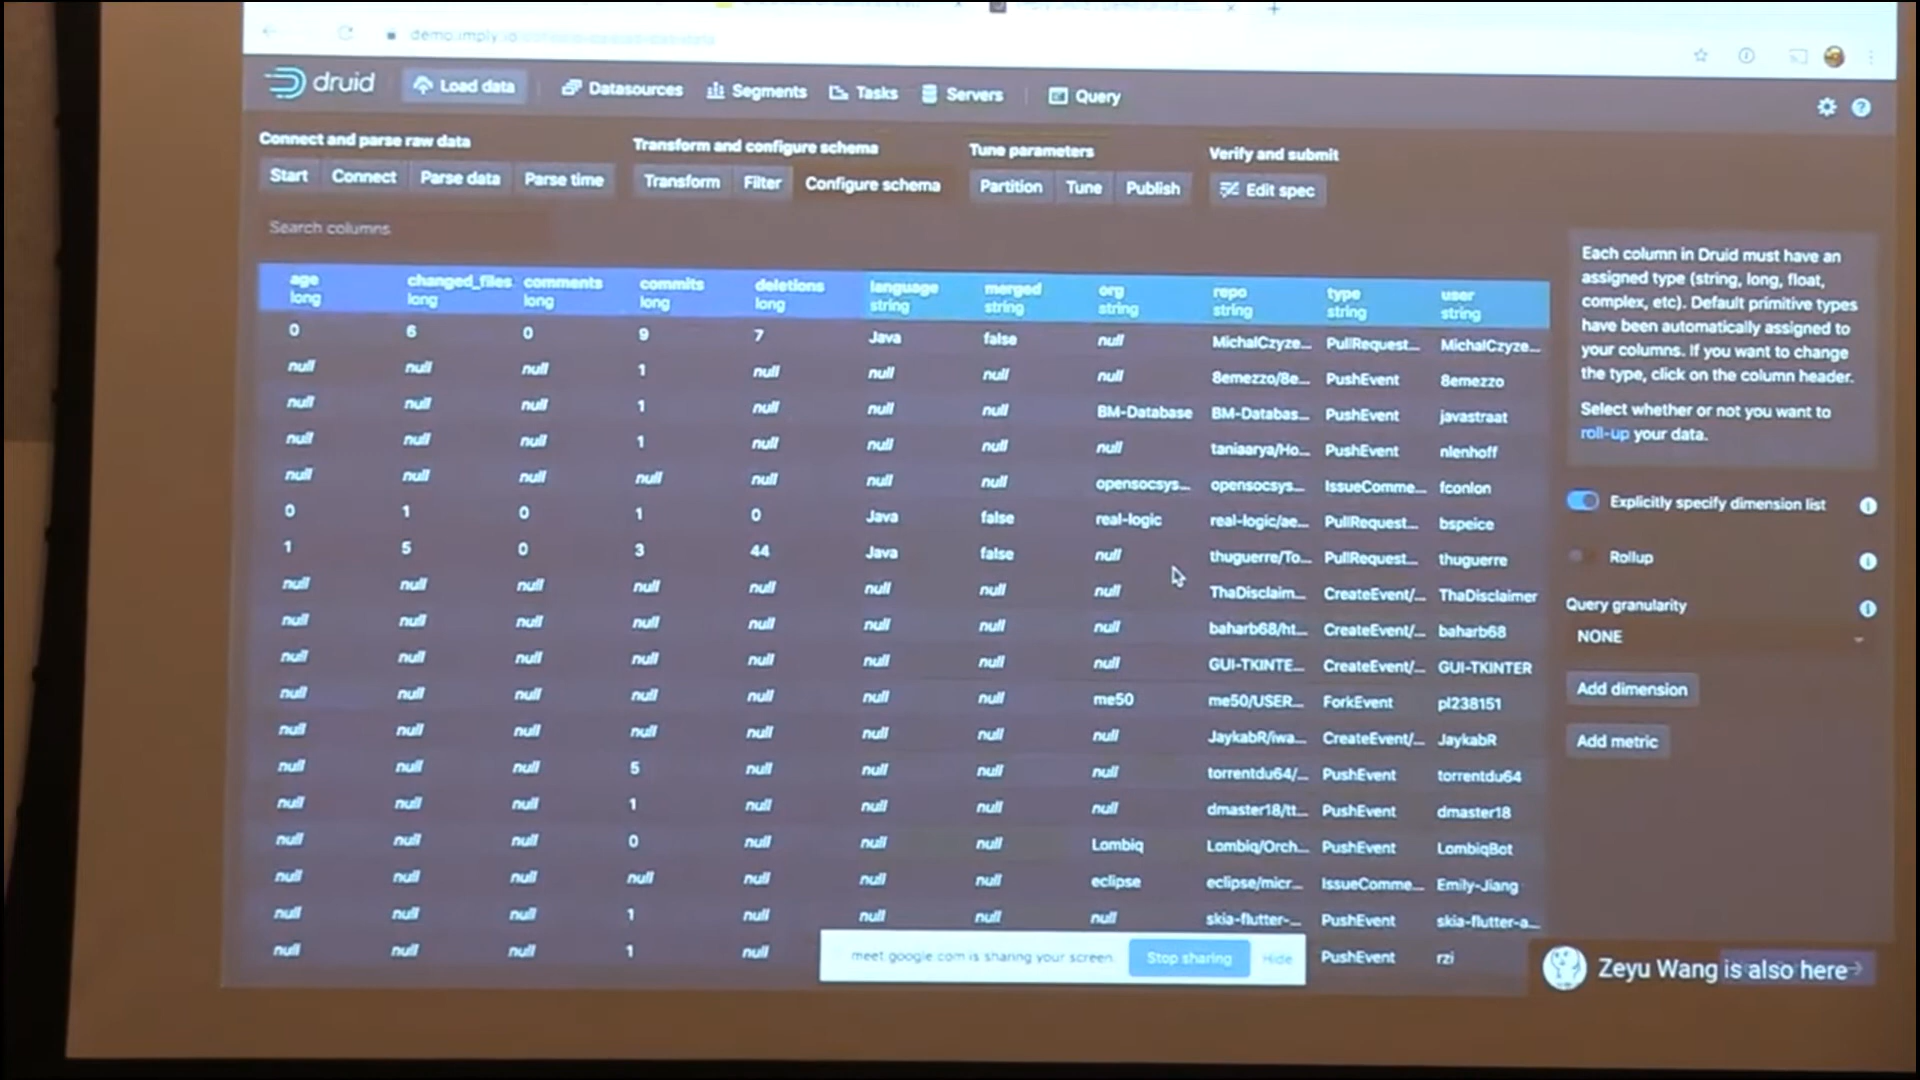 demo.imply.io
druid Load data Datasources Segments Tasks Servers Query
Connect and parse raw data Transform and configure schema Tune parameters Verify and submit
Start Connect Parse data Parse time Transform Filter Configure schema Partition Tune Publish Edit spec
Search columns
age changed_files comments commits deletions language merged org repo type user
long long long long long string string string string string string
0 6 0 9 7 Java false null MichalCzyze... PullRequest... MichalCzyze...
null null null 1 null null null null 8emezzo/8e... PushEvent 8emezzo
null null null 1 null null null BM-Database BM-Databas... PushEvent javastraat
null null null 1 null null null null taniaarya/Ho... PushEvent nlenhoff
null null null null null null null opensocsys... opensocsys... IssueComme... fconlon
0 1 0 1 0 Java false real-logic real-logic/ae... PullRequest... bspeice
1 5 0 3 44 Java false null thuguerre/To... PullRequest... thuguerre
null null null null null null null null ThaDisclaim... CreateEvent/... ThaDisclaimer
null null null null null null null null baharb68/ht... CreateEvent/... baharb68
null null null null null null null null GUI-TKINTE... CreateEvent/... GUI-TKINTER
null null null null null null null me50 me50/USER... ForkEvent pl238151
null null null null null null null null JaykabR/iwa... CreateEvent/... JaykabR
null null null 5 null null null null torrentdu64/... PushEvent torrentdu64
null null null 1 null null null null dmaster18/tt... PushEvent dmaster18
null null null 0 null null null Lombiq Lombiq/Orch... PushEvent LombiqBot
null null null null null null null eclipse eclipse/micr... IssueComme... Emily-Jiang
null null null 1 null null null null skia-flutter-... PushEvent skia-flutter-a...
null null null 1 null PushEvent rzi
meet.google.com is sharing your screen. Stop sharing Hide
Each column in Druid must have an
assigned type (string, long, float,
complex, etc). Default primitive types
have been automatically assigned to
your columns. If you want to change
the type, click on the column header.
Select whether or not you want to
roll-up your data.
Explicitly specify dimension list
Rollup
Query granularity
NONE
Add dimension
Add metric
Zeyu Wang is also here